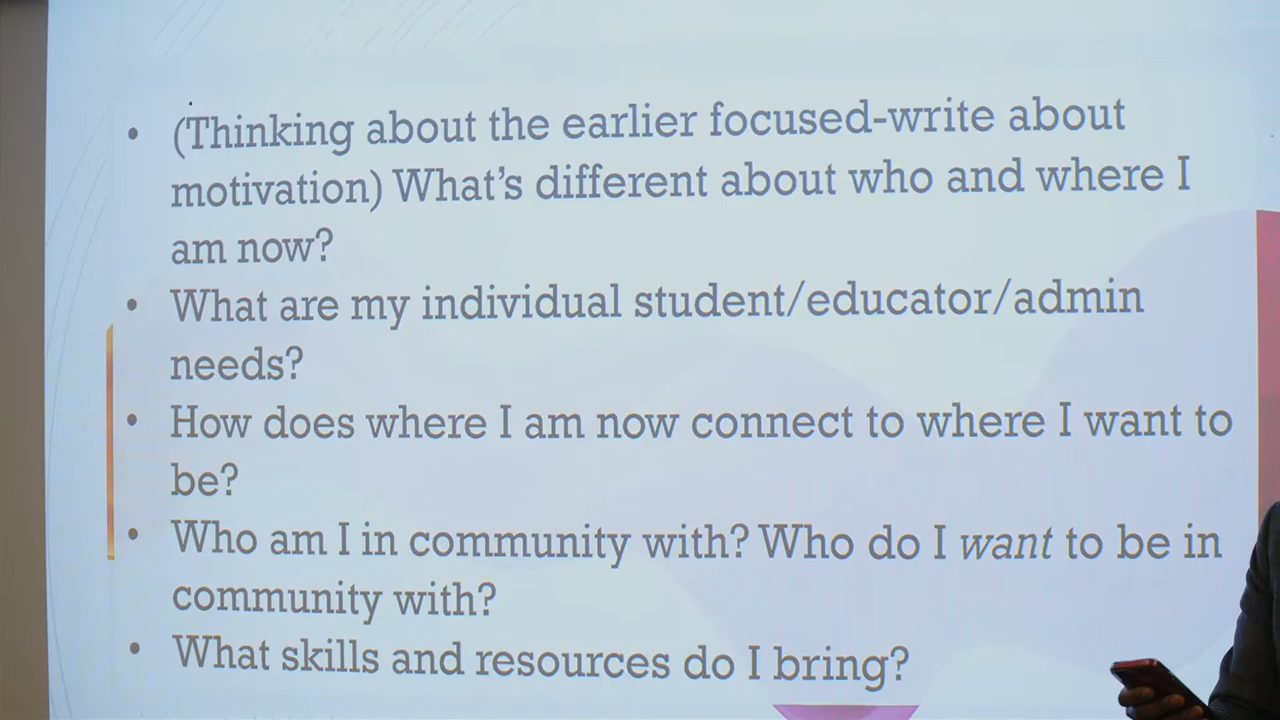 • (Thinking about the earlier focused-write about
motivation) What’s different about who and where I
am now?
• What are my individual student/educator/admin
needs?
• How does where I am now connect to where I want to
be?
• Who am I in community with? Who do I want to be in
community with?
• What skills and resources do I bring?